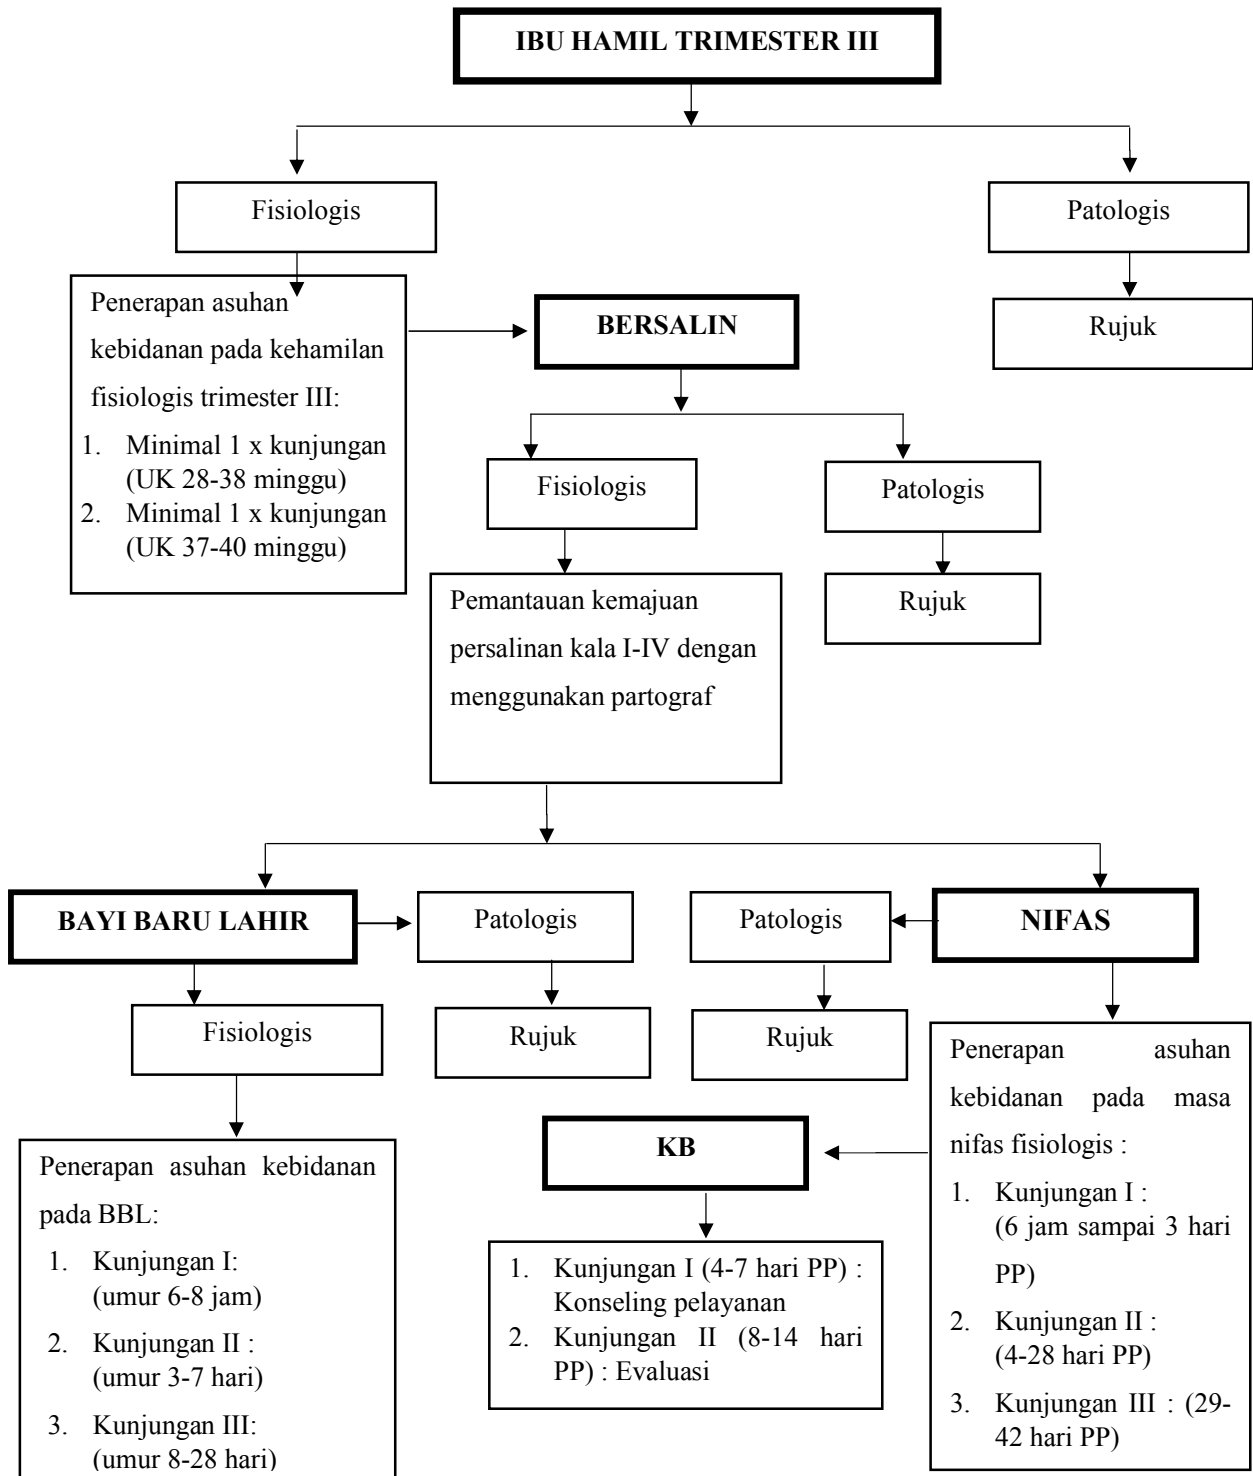 IBU HAMIL TRIMESTER III
Fisiologis
Patologis
Penerapan asuhan
kebidanan pada kehamilan
fisiologis trimester III:
1. Minimal 1 x kunjungan
(UK 28-38 minggu)
2. Minimal 1 x kunjungan
(UK 37-40 minggu)
BERSALIN
Rujuk
Fisiologis
Patologis
Pemantauan kemajuan
persalinan kala I-IV dengan
menggunakan partograf
Rujuk
BAYI BARU LAHIR
Patologis
Patologis
NIFAS
Fisiologis
Rujuk
Rujuk
Penerapan asuhan
kebidanan pada masa
nifas fisiologis :
1. Kunjungan I :
(6 jam sampai 3 hari
PP)
2. Kunjungan II :
(4-28 hari PP)
3. Kunjungan III : (29-
42 hari PP)
KB
Penerapan asuhan kebidanan
pada BBL:
1. Kunjungan I:
(umur 6-8 jam)
2. Kunjungan II :
(umur 3-7 hari)
3. Kunjungan III:
(umur 8-28 hari)
1. Kunjungan I (4-7 hari PP) :
Konseling pelayanan
2. Kunjungan II (8-14 hari
PP) : Evaluasi